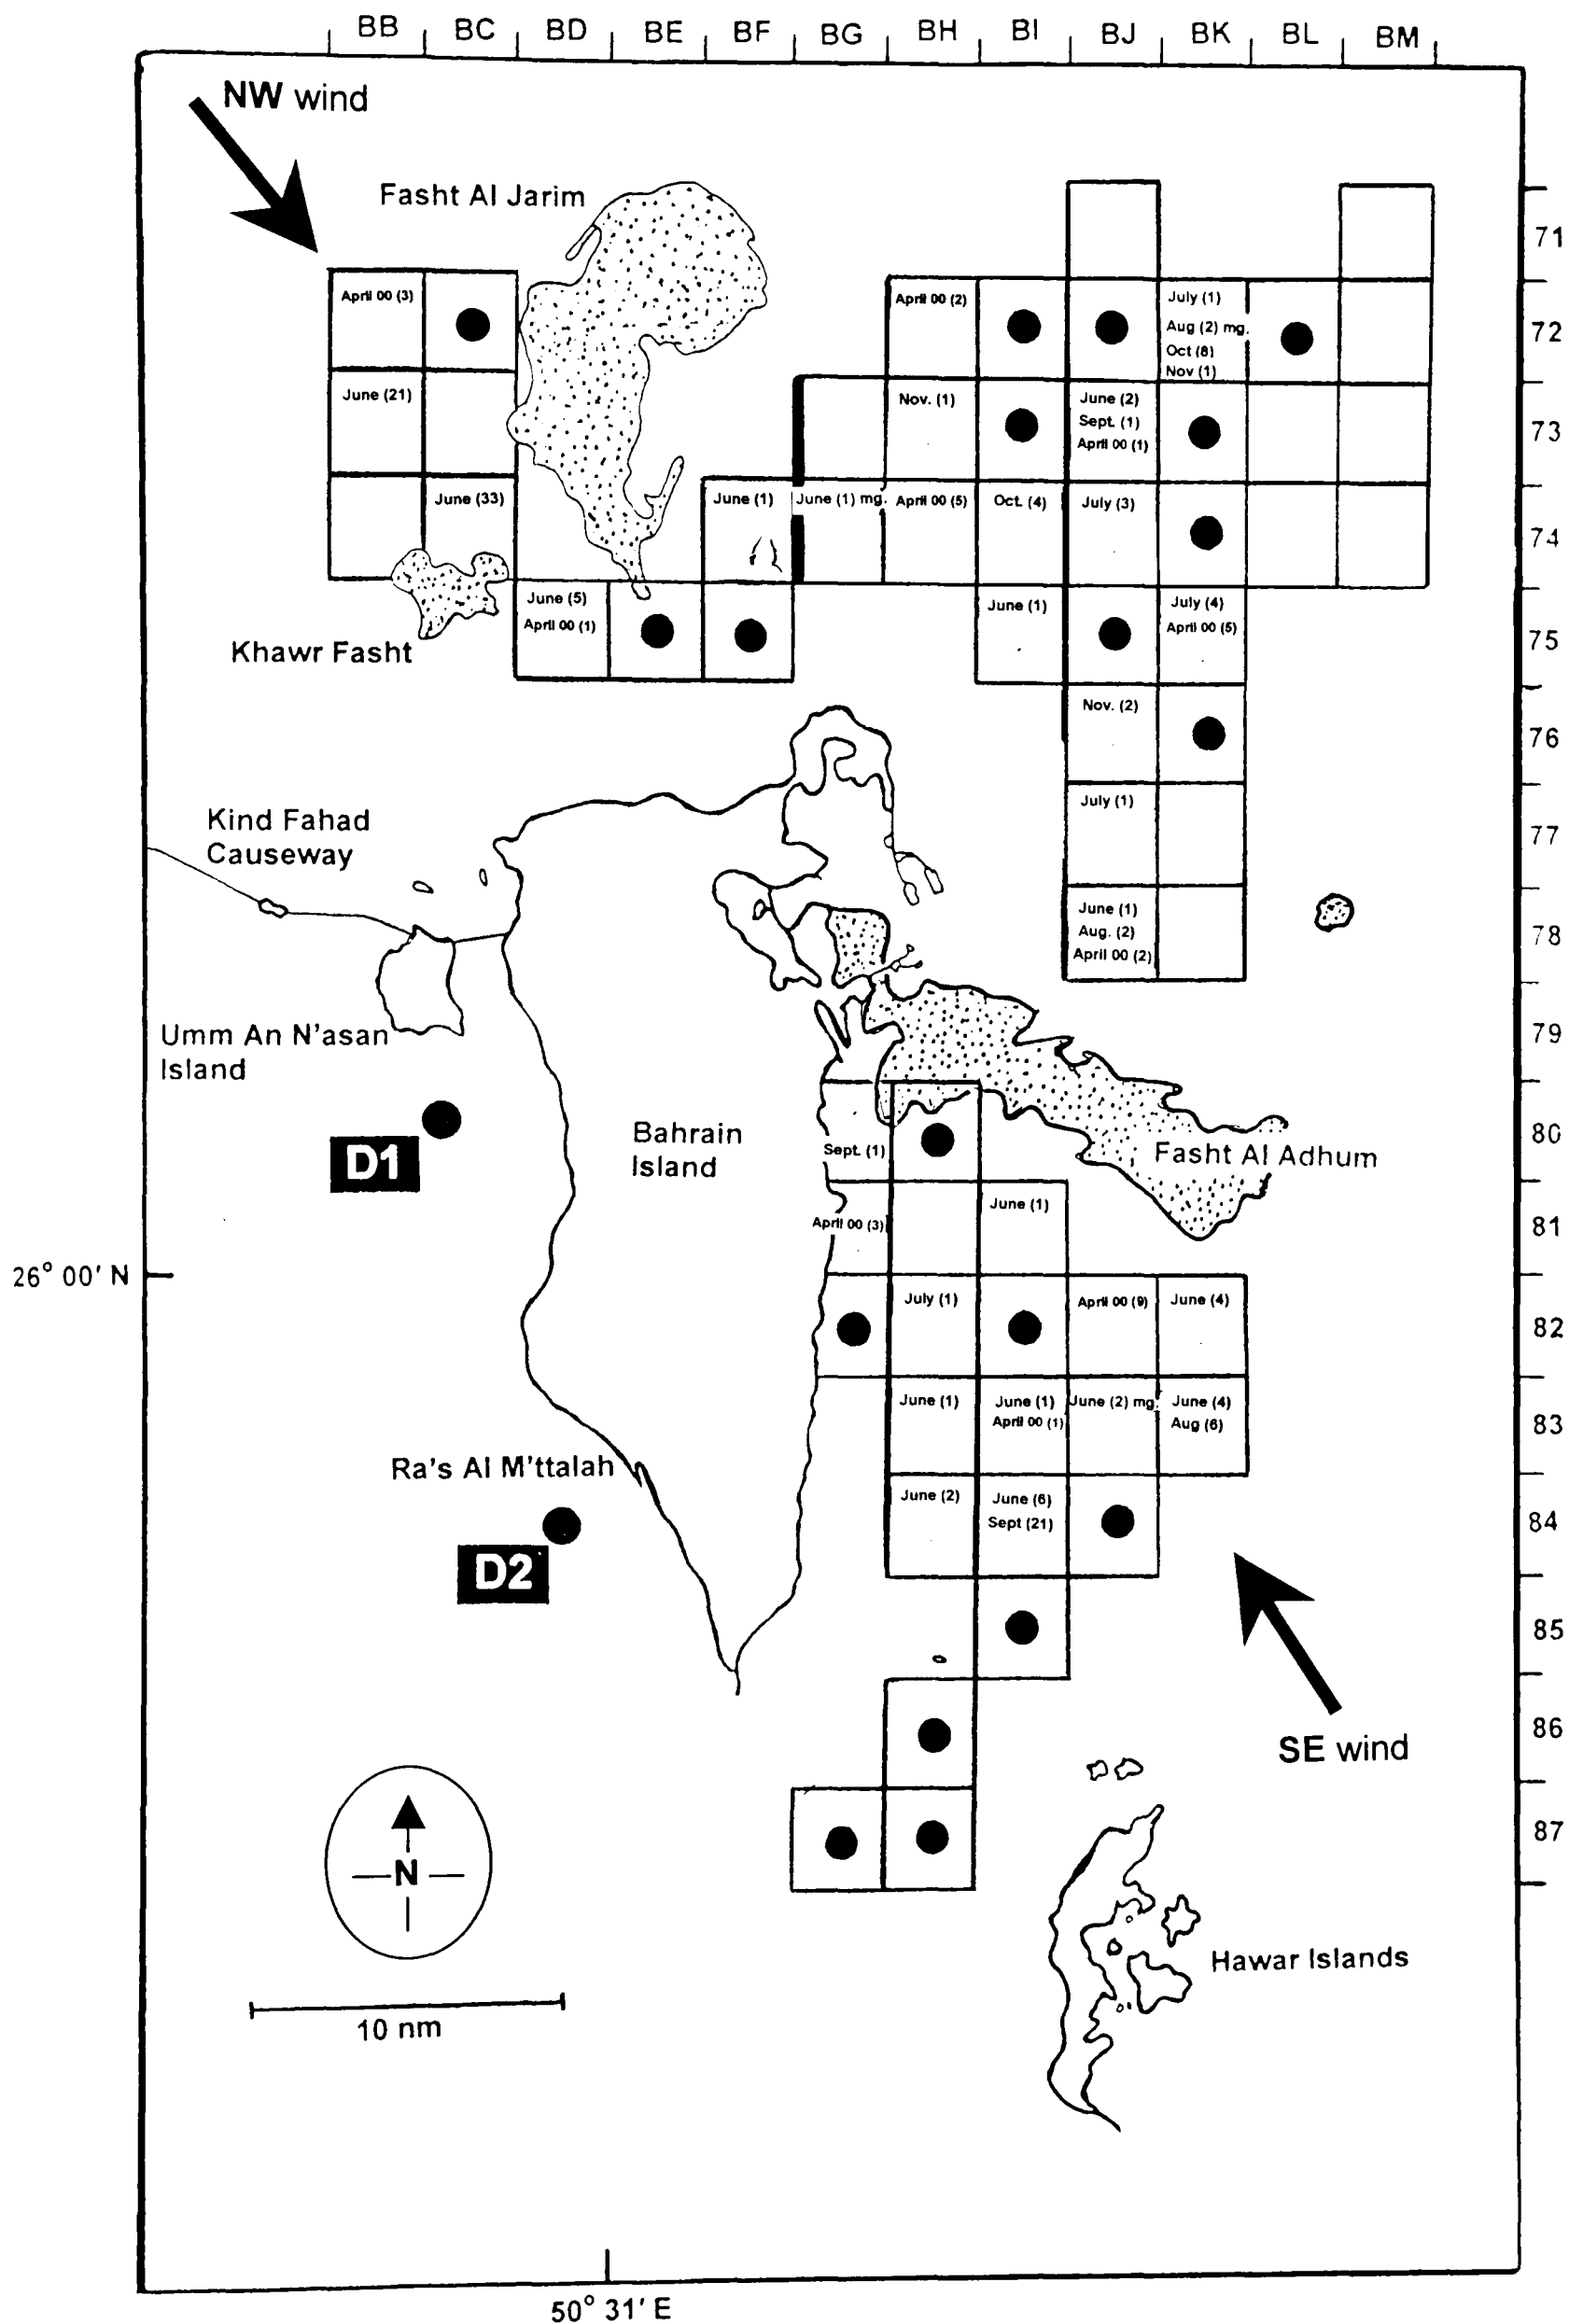 BB BC BD BE BF BG BH BI BJ BK BL BM
NW wind
Fasht Al Jarim
71
April 00 (3)
April 00 (2)
July (1)
Aug (2) mg.
Oct (8)
Nov (1)
72
June (21)
Nov. (1)
June (2)
Sept. (1)
April 00 (1)
73
June (33)
June (1)
June (1) mg.
April 00 (5)
Oct. (4)
July (3)
74
June (5)
April 00 (1)
June (1)
July (4)
April 00 (5)
75
Khawr Fasht
Nov. (2)
76
Kind Fahad
Causeway
July (1)
77
June (1)
Aug. (2)
April 00 (2)
78
Umm An N'asan
Island
79
D1
Bahrain
Island
Sept. (1)
Fasht Al Adhum
80
April 00 (3)
June (1)
81
26° 00' N
July (1)
April 00 (9)
June (4)
82
June (1)
June (1)
April 00 (1)
June (2) mg.
June (4)
Aug (6)
83
Ra's Al M'ttalah
June (2)
June (6)
Sept (21)
84
D2
85
86
SE wind
87
N
Hawar Islands
10 nm
50° 31' E